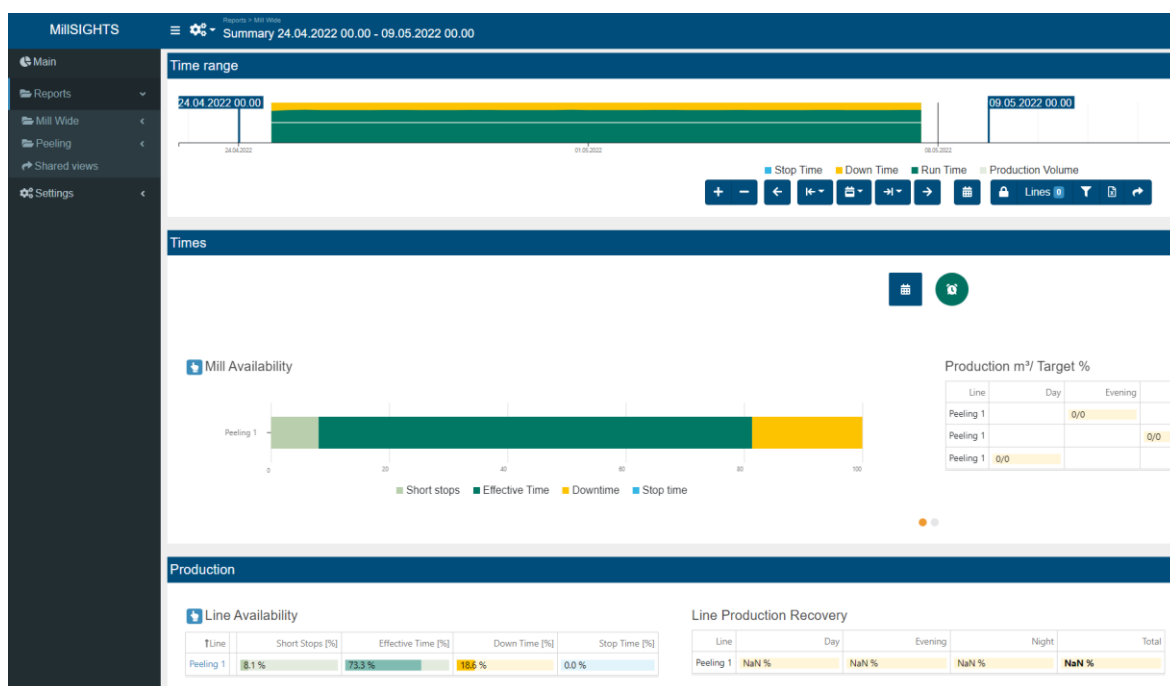 MillSIGHTS
Reports > Mill Wide
Summary 24.04.2022 00.00 - 09.05.2022 00.00
Main
Reports
Mill Wide
Peeling
Shared views
Settings
Time range
24.04.2022 00.00
09.05.2022 00.00
24.04.2022
01.05.2022
08.05.2022
Stop Time Down Time Run Time Production Volume
Lines 0
Times
Mill Availability
Peeling 1
0 20 40 60 80 100
Short stops Effective Time Downtime Stop time
Production m³/ Target %
Line Day Evening
Peeling 1 0/0
Peeling 1 0/0
Peeling 1 0/0
Production
Line Availability
Line Short Stops [%] Effective Time [%] Down Time [%] Stop Time [%]
Peeling 1 8.1 % 73.3 % 18.6 % 0.0 %
Line Production Recovery
Line Day Evening Night Total
Peeling 1 NaN % NaN % NaN % NaN %